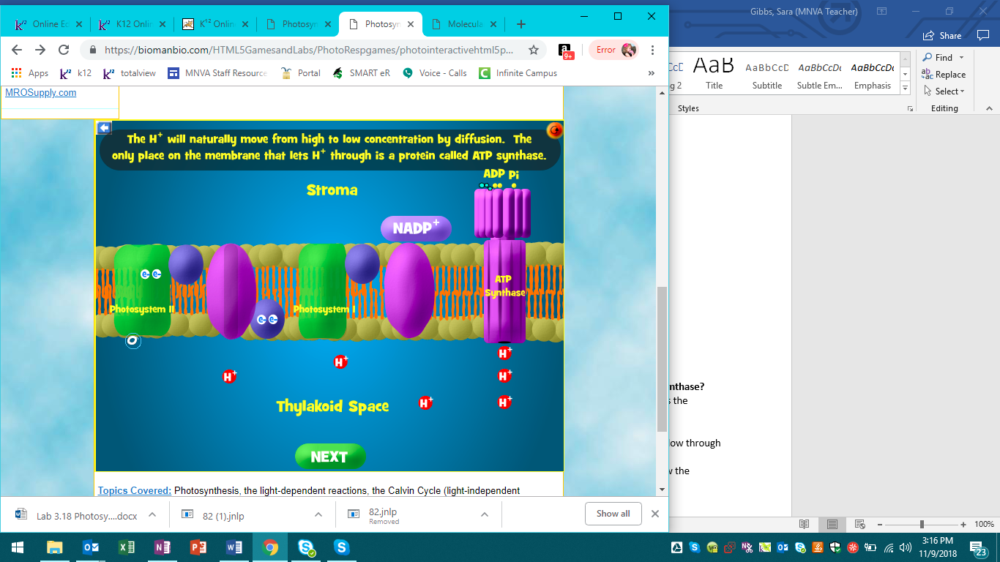 Gibbs, Sara (MNVA Teacher)
Online Ed
K12 Onlin
K¹² Onlin
Photosyn
Photosyn
Molecula
Share
https://biomanbio.com/HTML5GamesandLabs/PhotoRespgames/photointeractivehtml5p...
9+
Error
Apps
k12
totalview
MNVA Staff Resource
Portal
SMART eR
Voice - Calls
Infinite Campus
»
AaB
AaBbCcD
AaBbCcDc
AaBbCcDc
g 2
Title
Subtitle
Subtle Em...
Emphasis
Styles
Find
Replace
Select
Editing
MROSupply.com
The H⁺ will naturally move from high to low concentration by diffusion. The
only place on the membrane that lets H⁺ through is a protein called ATP synthase.
ADP Pi
Stroma
NADP⁺
e- e-
ATP
Synthase
Photosystem II
Photosystem I
e- e-
O
H⁺
H⁺
H⁺
H⁺
H⁺
H⁺
Thylakoid Space
NEXT
nthase?
s the
low through
w the
Topics Covered: Photosynthesis, the light-dependent reactions, the Calvin Cycle (light-independent
Lab 3.18 Photosy....docx
82 (1).jnlp
82.jnlp
Removed
Show all
100%
3:16 PM
11/9/2018
23